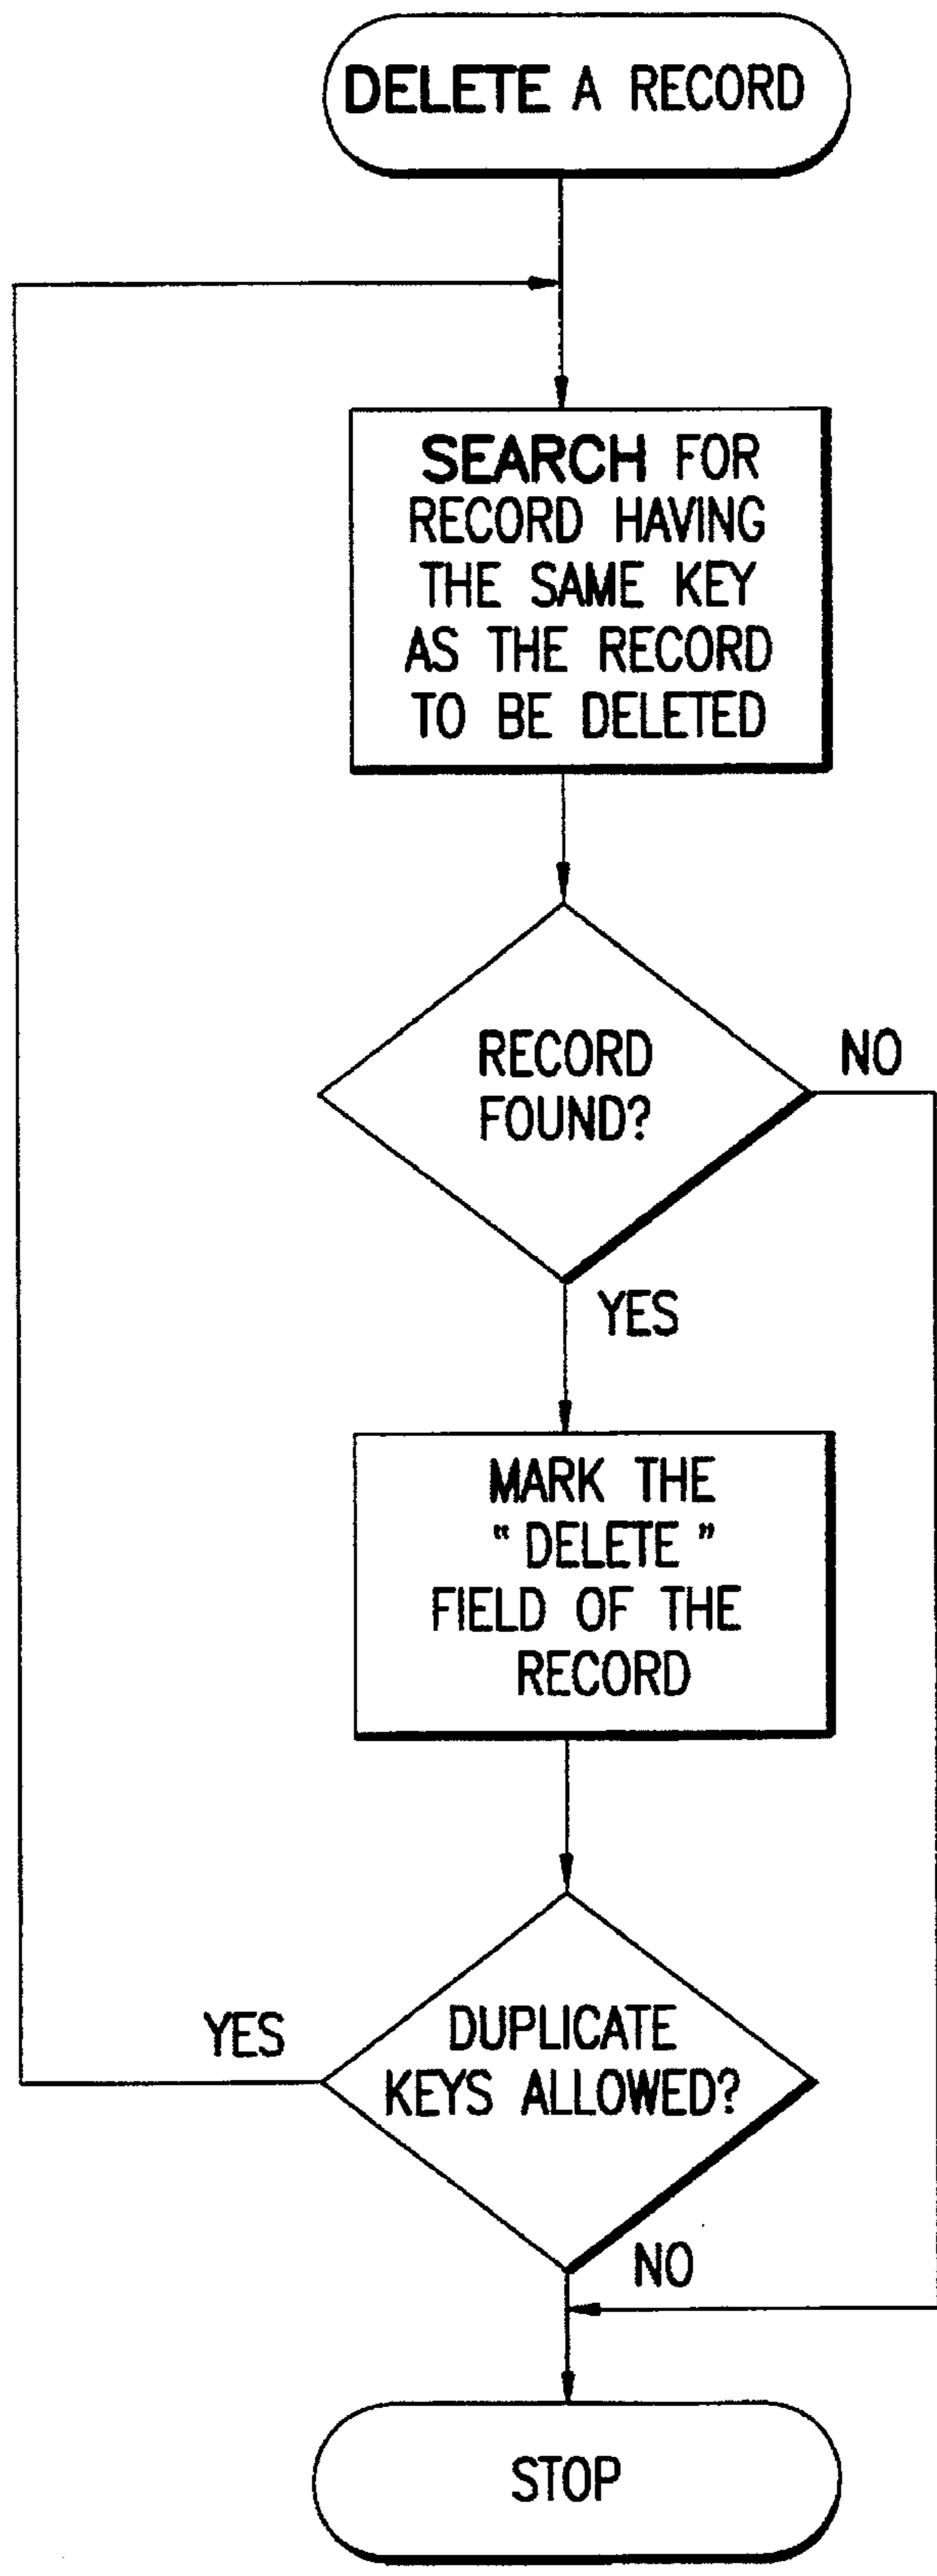 DELETE A RECORD
SEARCH FOR
RECORD HAVING
THE SAME KEY
AS THE RECORD
TO BE DELETED
RECORD
FOUND?
NO
YES
MARK THE
" DELETE "
FIELD OF THE
RECORD
YES
DUPLICATE
KEYS ALLOWED?
NO
STOP